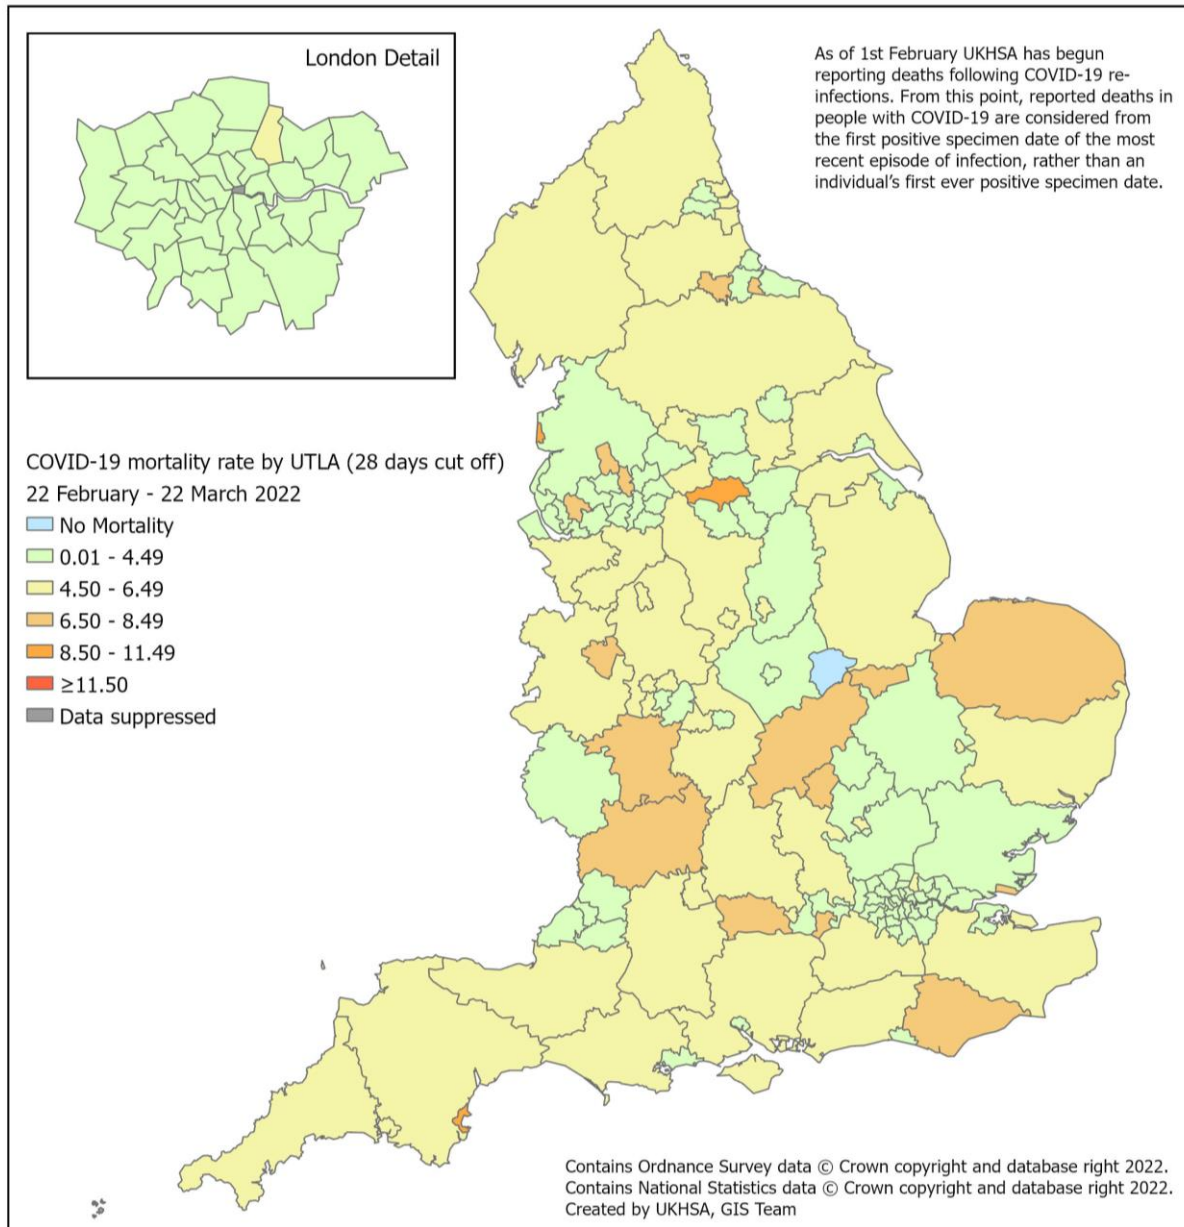 London Detail
As of 1st February UKHSA has begun
reporting deaths following COVID-19 re-
infections. From this point, reported deaths in
people with COVID-19 are considered from
the first positive specimen date of the most
recent episode of infection, rather than an
individual's first ever positive specimen date.
COVID-19 mortality rate by UTLA (28 days cut off)
22 February - 22 March 2022
No Mortality
0.01 - 4.49
4.50 - 6.49
6.50 - 8.49
8.50 - 11.49
≥11.50
Data suppressed
Contains Ordnance Survey data © Crown copyright and database right 2022.
Contains National Statistics data © Crown copyright and database right 2022.
Created by UKHSA, GIS Team